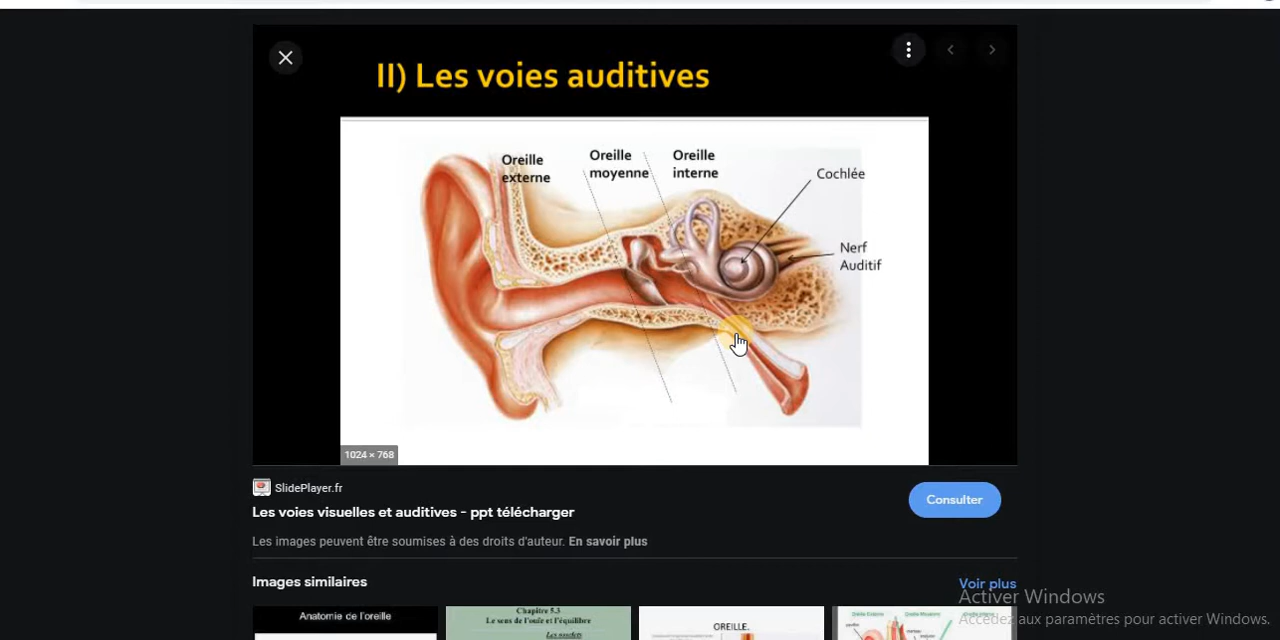 II) Les voies auditives
Oreille
externe
Oreille
moyenne
Oreille
interne
Cochlée
Nerf
Auditif
1024 × 768
SlidePlayer.fr
Les voies visuelles et auditives - ppt télécharger
Consulter
Les images peuvent être soumises à des droits d'auteur. En savoir plus
Images similaires
Voir plus
Activer Windows
Accédez aux paramètres pour activer Windows.
Anatomie de l'oreille
Chapitre 5.3
Le sens de l'ouïe et l'équilibre
Les osselets
OREILLE.